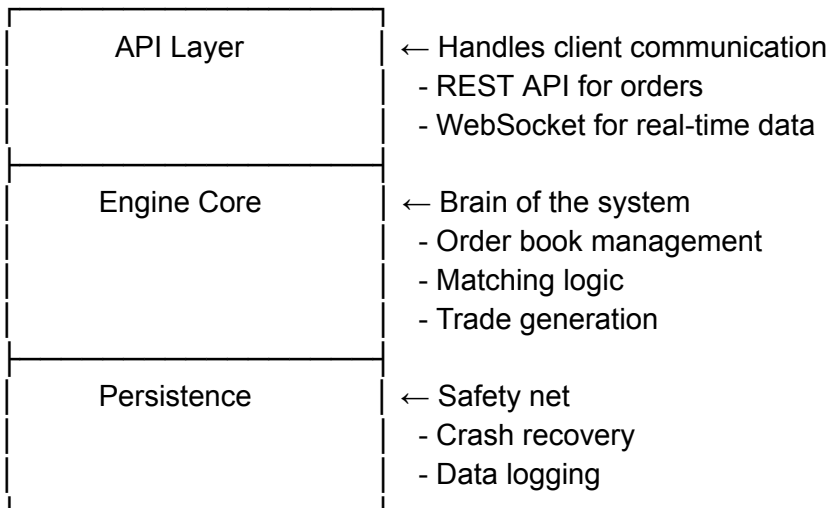 API Layer ← Handles client communication
- REST API for orders
- WebSocket for real-time data
Engine Core ← Brain of the system
- Order book management
- Matching logic
- Trade generation
Persistence ← Safety net
- Crash recovery
- Data logging